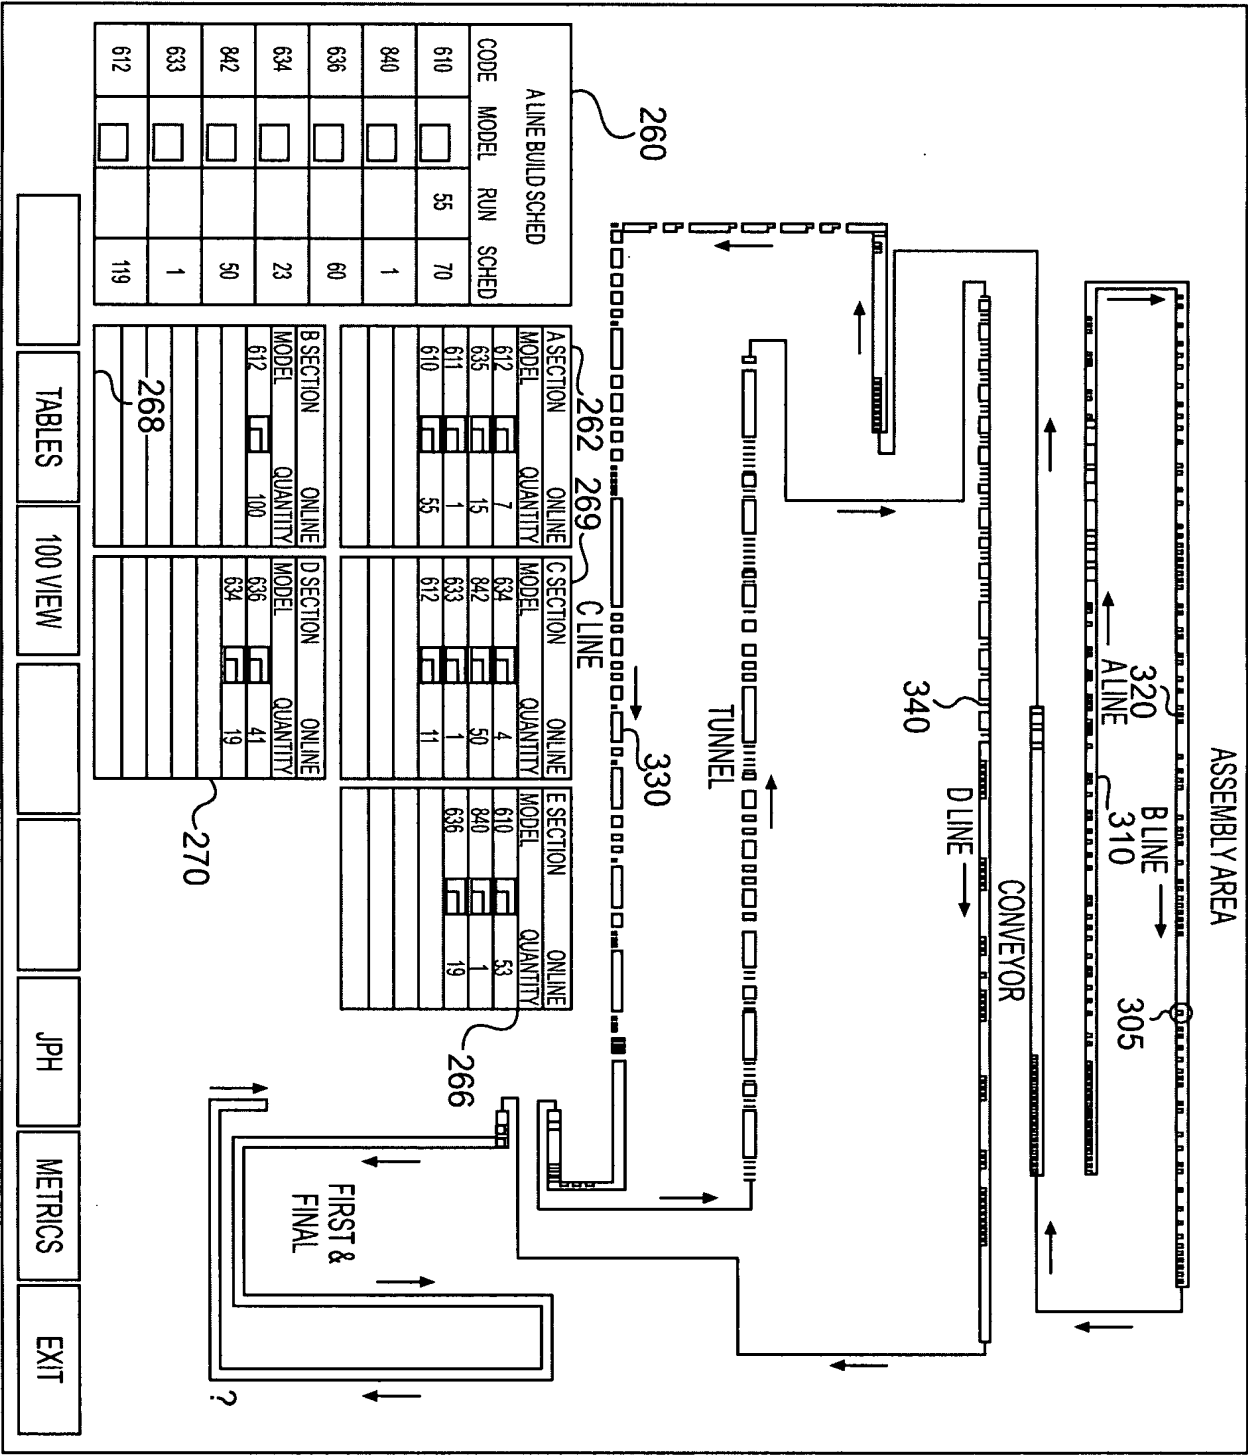 ASSEMBLY AREA
B LINE
305
320
A LINE
310
CONVEYOR
D LINE
340
TUNNEL
330
C LINE
FIRST &
FINAL
?
260
A LINE BUILD SCHED
CODE MODEL RUN SCHED
610 55 70
840 1
636 60
634 23
842 50
633 1
612 119
262
A SECTION ONLINE
MODEL QUANTITY
612 7
635 15
611 1
610 55
269
C SECTION ONLINE
MODEL QUANTITY
634 4
842 50
633 1
612 11
E SECTION ONLINE
MODEL QUANTITY
610 53
840 1
636 19
266
B SECTION ONLINE
MODEL QUANTITY
612 100
268
D SECTION ONLINE
MODEL QUANTITY
636 41
634 19
270
TABLES
100 VIEW
JPH
METRICS
EXIT